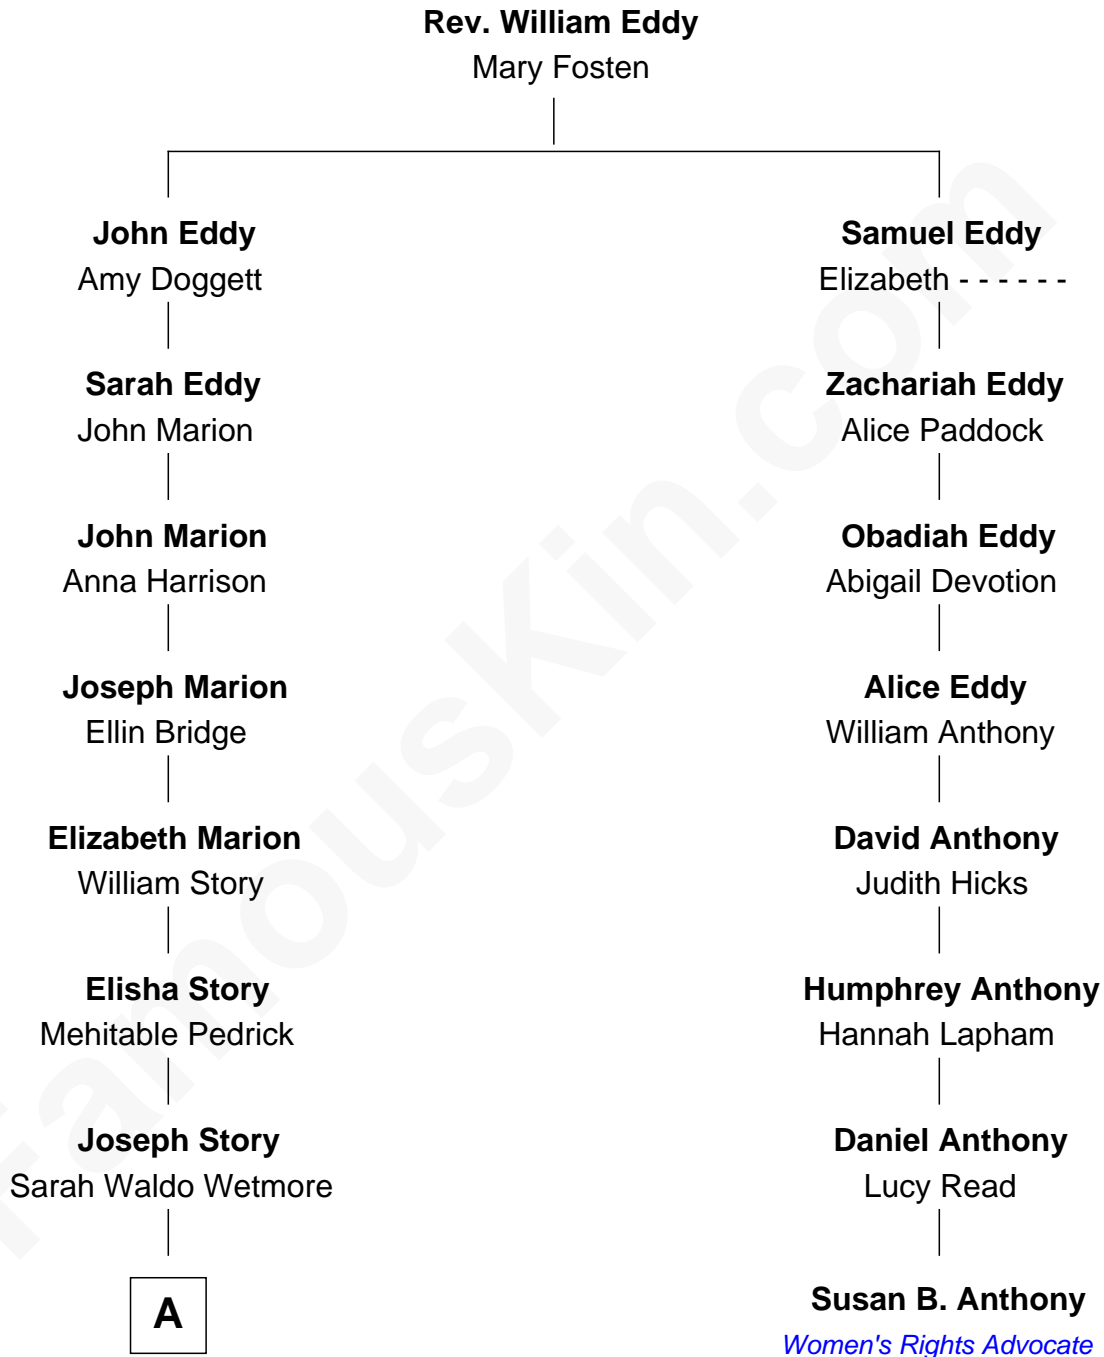 Rev. William Eddy
Mary Fosten
John Eddy
Amy Doggett
Samuel Eddy
Elizabeth - - - - - -
Sarah Eddy
John Marion
Zachariah Eddy
Alice Paddock
John Marion
Anna Harrison
Obadiah Eddy
Abigail Devotion
Joseph Marion
Ellin Bridge
Alice Eddy
William Anthony
Elizabeth Marion
William Story
David Anthony
Judith Hicks
Elisha Story
Mehitable Pedrick
Humphrey Anthony
Hannah Lapham
Joseph Story
Sarah Waldo Wetmore
Daniel Anthony
Lucy Read
A
Susan B. Anthony
Women's Rights Advocate
FamousKin.com